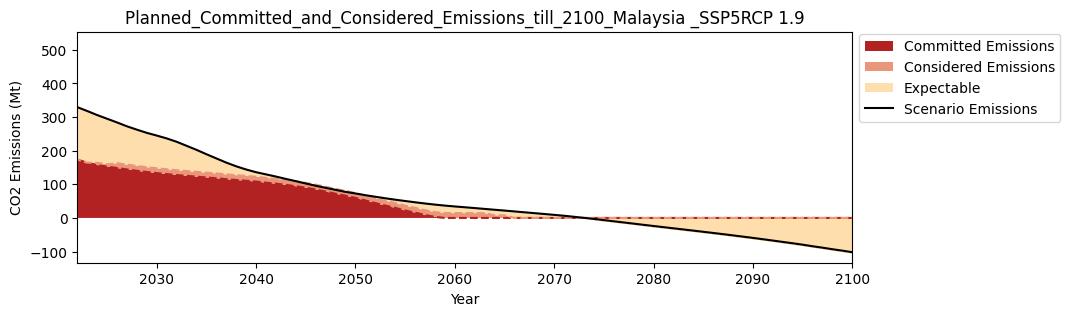 Planned_Committed_and_Considered_Emissions_till_2100_Malaysia _SSP5RCP 1.9
CO2 Emissions (Mt)
500
400
300
200
100
0
−100
2030
2040
2050
2060
2070
2080
2090
2100
Year
Committed Emissions
Considered Emissions
Expectable
Scenario Emissions